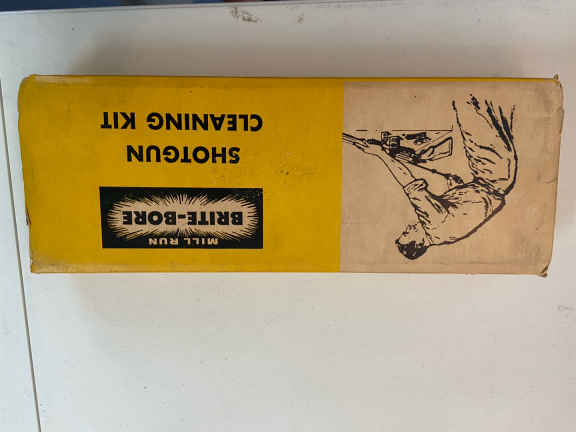 MILL RUN
BRITE-BORE
SHOTGUN
CLEANING KIT